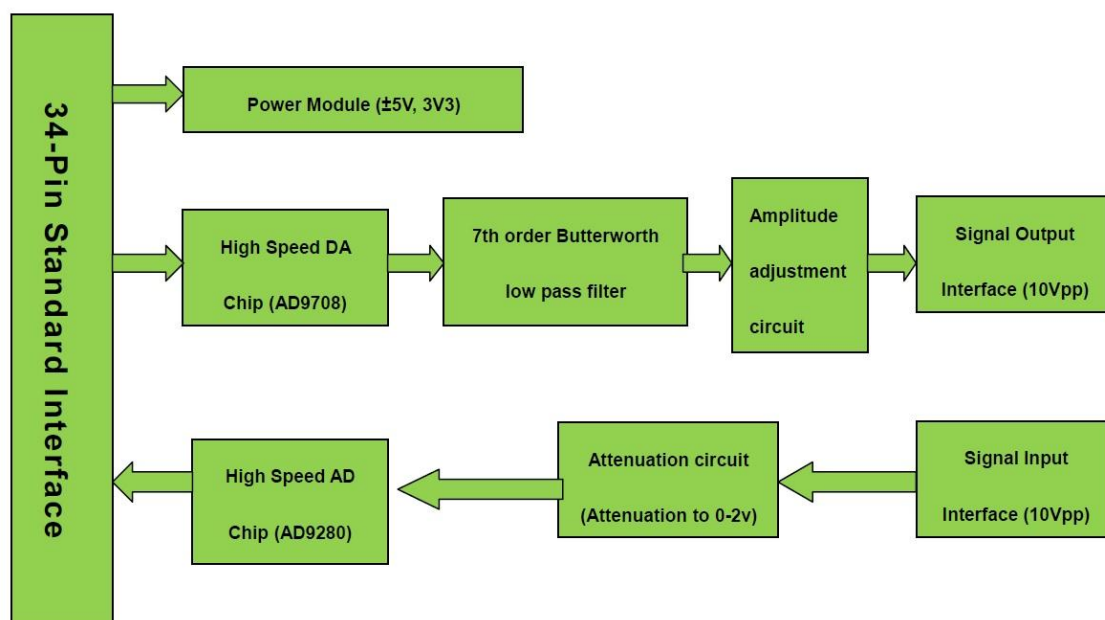 34-Pin Standard Interface
Power Module (±5V, 3V3)
High Speed DA
Chip (AD9708)
7th order Butterworth
low pass filter
Amplitude
adjustment
circuit
Signal Output
Interface (10Vpp)
High Speed AD
Chip (AD9280)
Attenuation circuit
(Attenuation to 0-2v)
Signal Input
Interface (10Vpp)